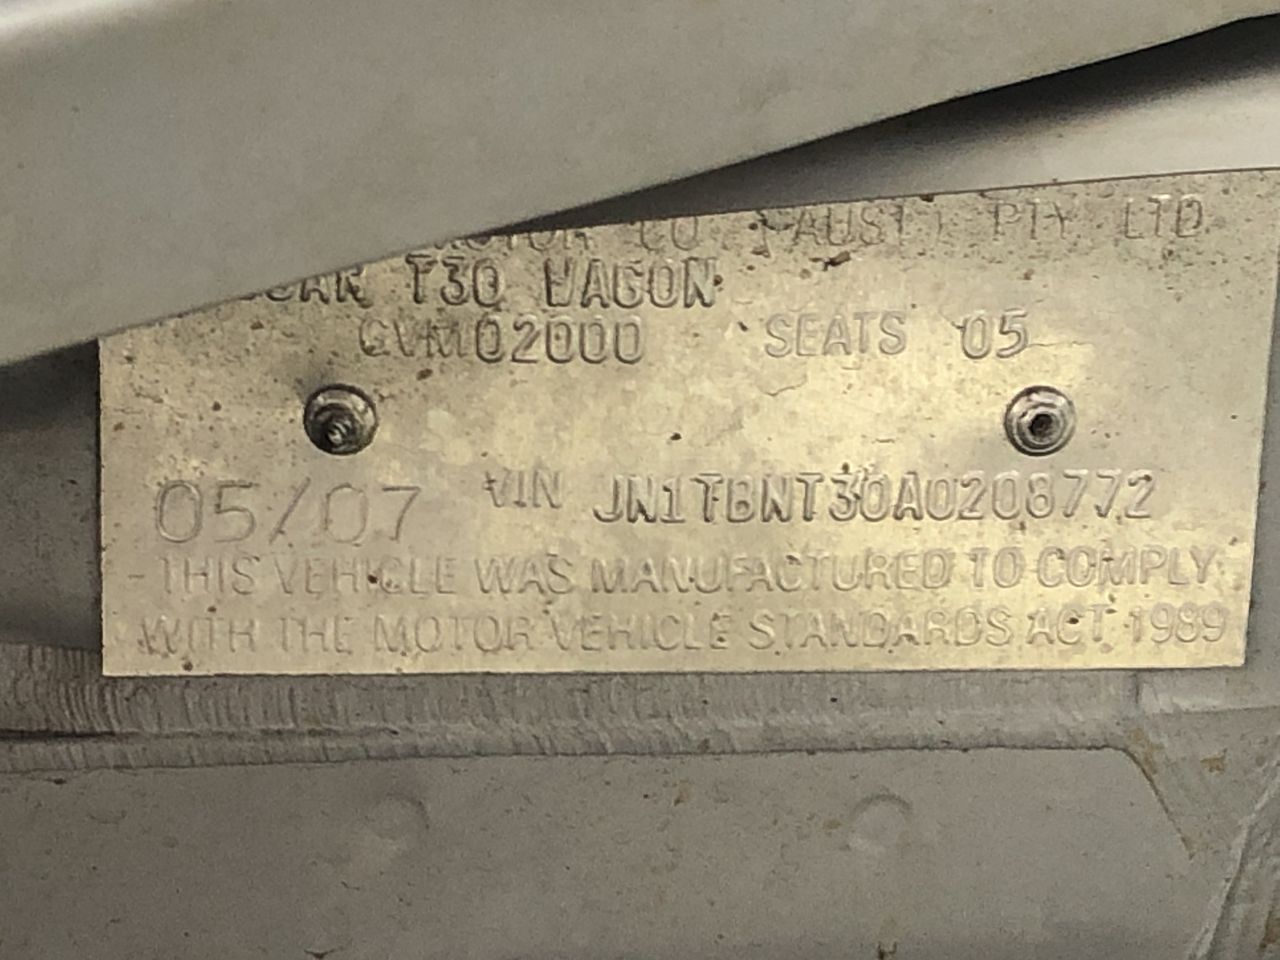 MOTOR CO (AUST) PTY LTD
T30 WAGON
GVM02000 SEATS 05
05/07 VIN JN1TBNT30A0208772
THIS VEHICLE WAS MANUFACTURED TO COMPLY
WITH THE MOTOR VEHICLE STANDARDS ACT 1989